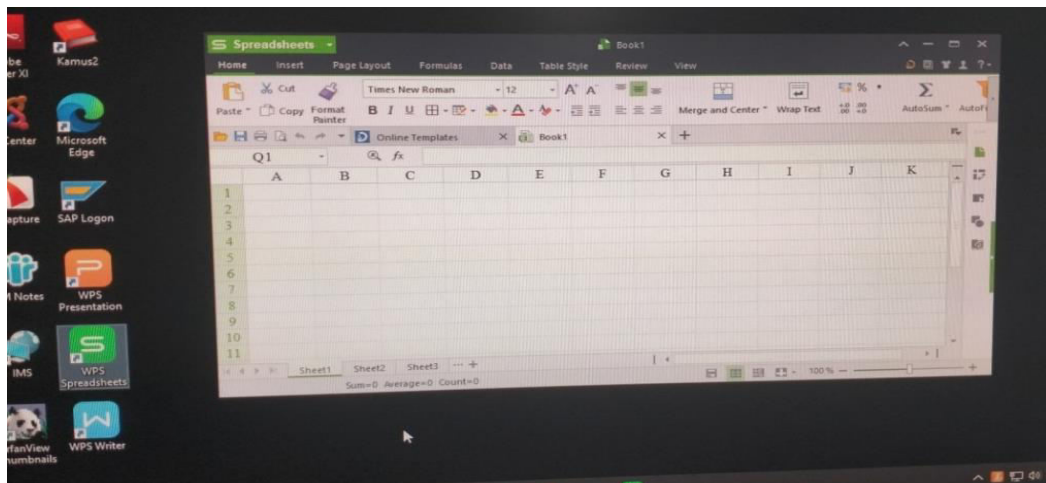 Kamus2
Microsoft
Edge
SAP Logon
WPS
Presentation
IMS
WPS
Spreadsheets
WPS Writer
Spreadsheets
Book1
Home Insert Page Layout Formulas Data Table Style Review View
Cut Times New Roman 12 A+ A- %
Paste Copy Format Painter B I U A Merge and Center Wrap Text AutoSum
Online Templates Book1
Q1 fx
A B C D E F G H I J K
1
2
3
4
5
6
7
8
9
10
11
Sheet1 Sheet2 Sheet3 ... +
Sum=0 Average=0 Count=0 100 %